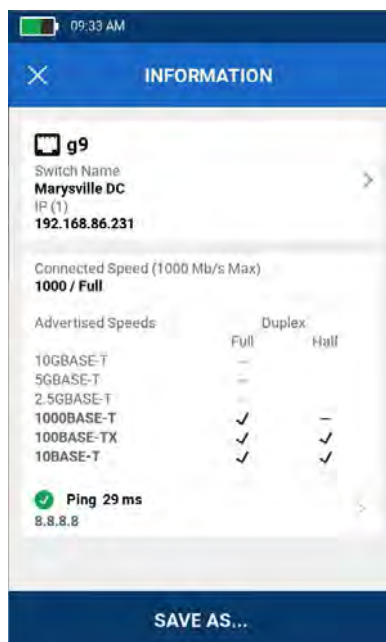 09:33 AM
INFORMATION
g9
Switch Name
Marysville DC
IP (1)
192.168.86.231
Connected Speed (1000 Mb/s Max)
1000 / Full
Advertised Speeds Duplex
Full Half
10GBASE-T –
5GBASE-T –
2.5GBASE-T –
1000BASE-T ✓ –
100BASE-TX ✓ ✓
10BASE-T ✓ ✓
Ping 29 ms
8.8.8.8
SAVE AS...